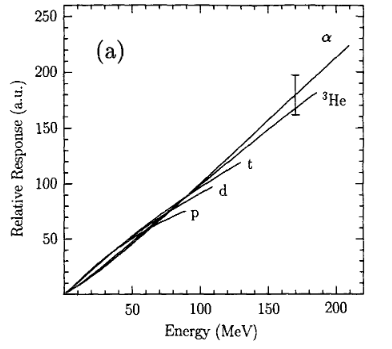 250
(a)
α
200
³He
150
t
100
d
p
50
50
100
150
200
Relative Response (a.u.)
Energy (MeV)